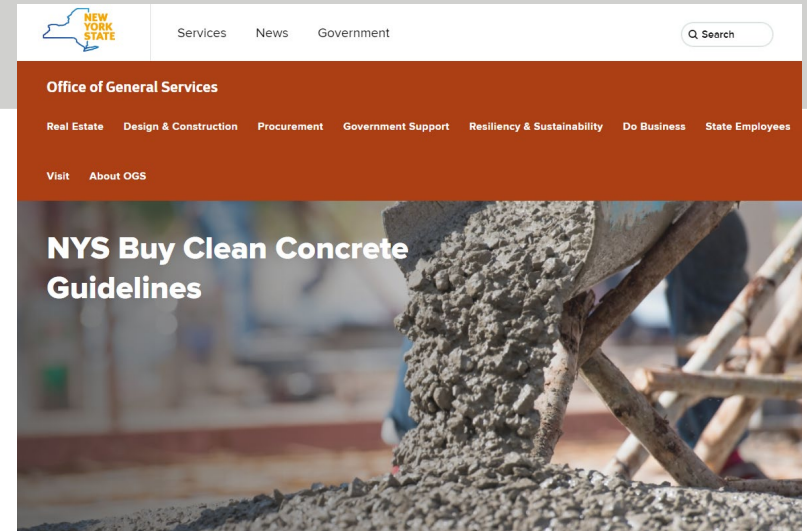 NEW
YORK
STATE
Services News Government
Search
Office of General Services
Real Estate Design & Construction Procurement Government Support Resiliency & Sustainability Do Business State Employees
Visit About OGS
NYS Buy Clean Concrete
Guidelines